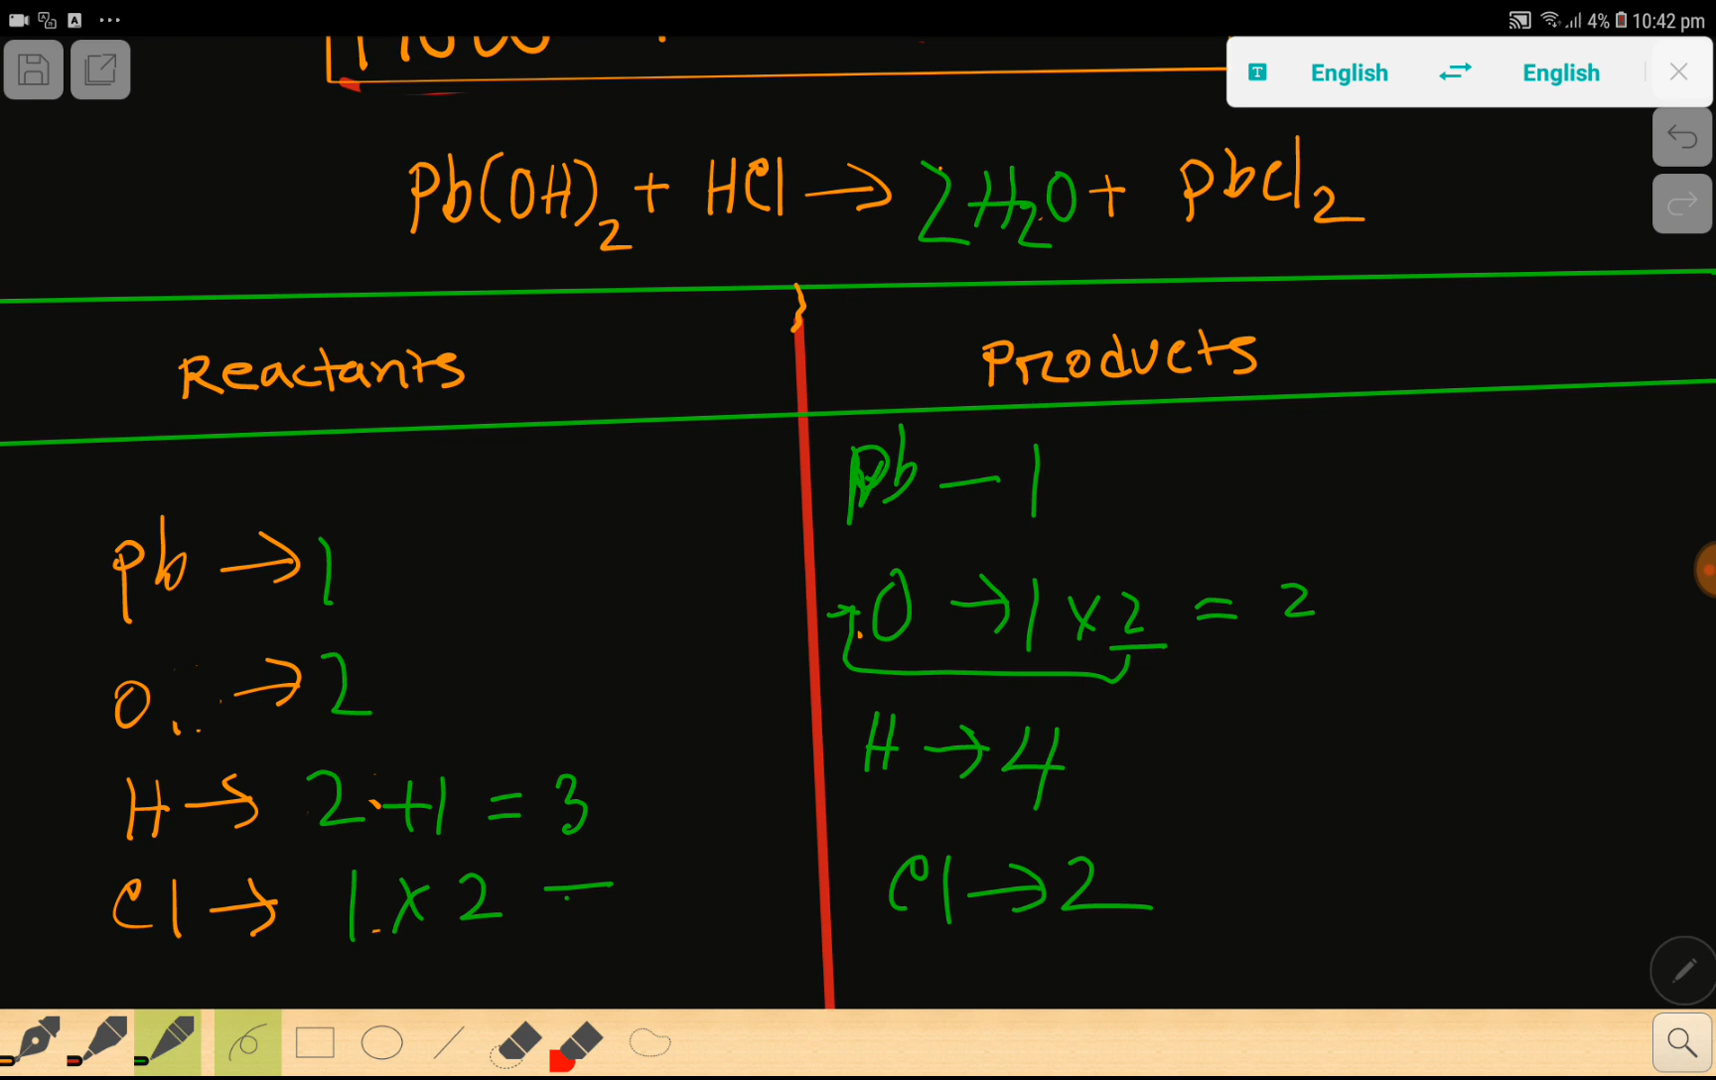 4% 10:42 pm
English English
Pb(OH)₂ + HCl → 2H₂O + PbCl₂
Reactants
Products
Pb — 1
Pb → 1
O → 1 × 2 = 2
O → 2
H → 4
H → 2 + 1 = 3
Cl → 1 × 2 —
Cl → 2